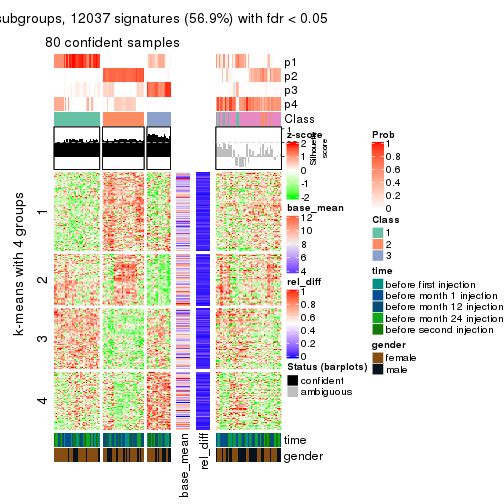 subgroups, 12037 signatures (56.9%) with fdr < 0.05
80 confident samples
p1
p2
p3
p4
Class
1
z-score
2
1
0
-1
-2
Silhouette
score
base_mean
12
10
8
6
4
rel_diff
1
0.8
0.6
0.4
0.2
0
Status (barplots)
confident
ambiguous
Prob
1
0.8
0.6
0.4
0.2
0
Class
1
2
3
time
before first injection
before month 1 injection
before month 12 injection
before month 24 injection
before second injection
gender
female
male
k-means with 4 groups
1
2
3
4
time
gender
base_mean
rel_diff